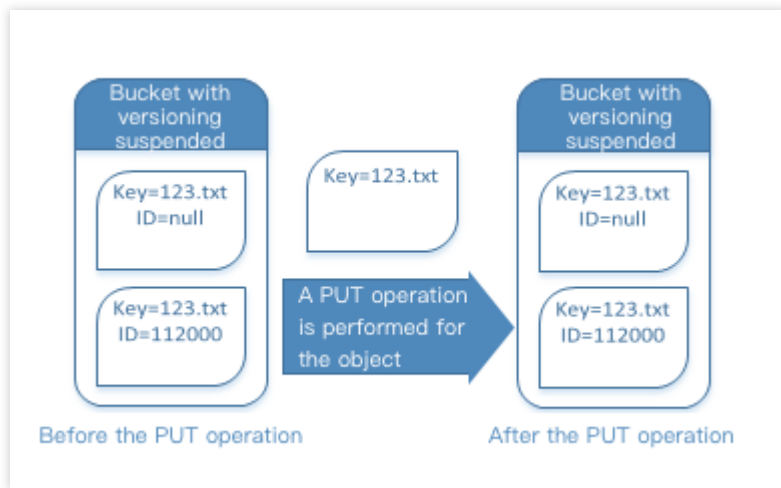 Bucket with
versioning
suspended
Key=123.txt
ID=null
Key=123.txt
ID=112000
Before the PUT operation
Key=123.txt
A PUT operation
is performed for
the object
Bucket with
versioning
suspended
Key=123.txt
ID=null
Key=123.txt
ID=112000
After the PUT operation